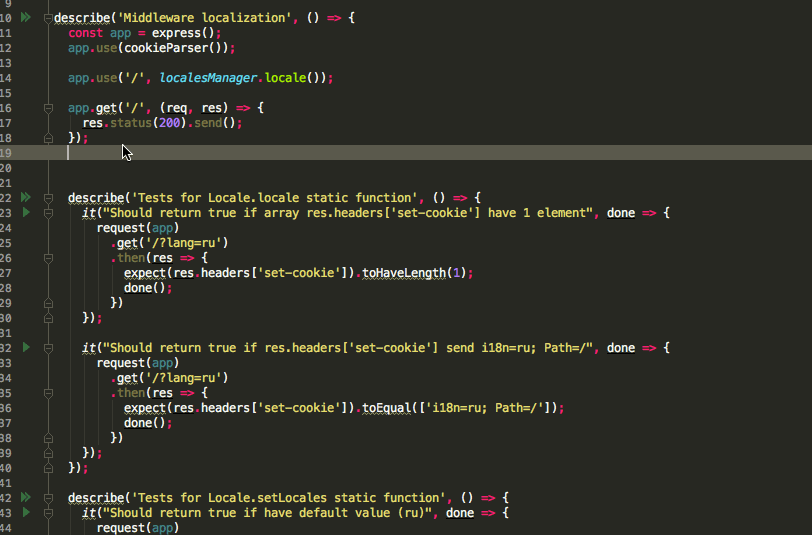 9
10 describe('Middleware localization', () => {
11 const app = express();
12 app.use(cookieParser());
13
14 app.use('/', localesManager.locale());
15
16 app.get('/', (req, res) => {
17 res.status(200).send();
18 });
19
20
21
22 describe('Tests for Locale.locale static function', () => {
23 it("Should return true if array res.headers['set-cookie'] have 1 element", done => {
24 request(app)
25 .get('/?lang=ru')
26 .then(res => {
27 expect(res.headers['set-cookie']).toHaveLength(1);
28 done();
29 })
30 });
31
32 it("Should return true if res.headers['set-cookie'] send i18n=ru; Path=/", done => {
33 request(app)
34 .get('/?lang=ru')
35 .then(res => {
36 expect(res.headers['set-cookie']).toEqual(['i18n=ru; Path=/']);
37 done();
38 })
39 });
40 });
41
42 describe('Tests for Locale.setLocales static function', () => {
43 it("Should return true if have default value (ru)", done => {
44 request(app)